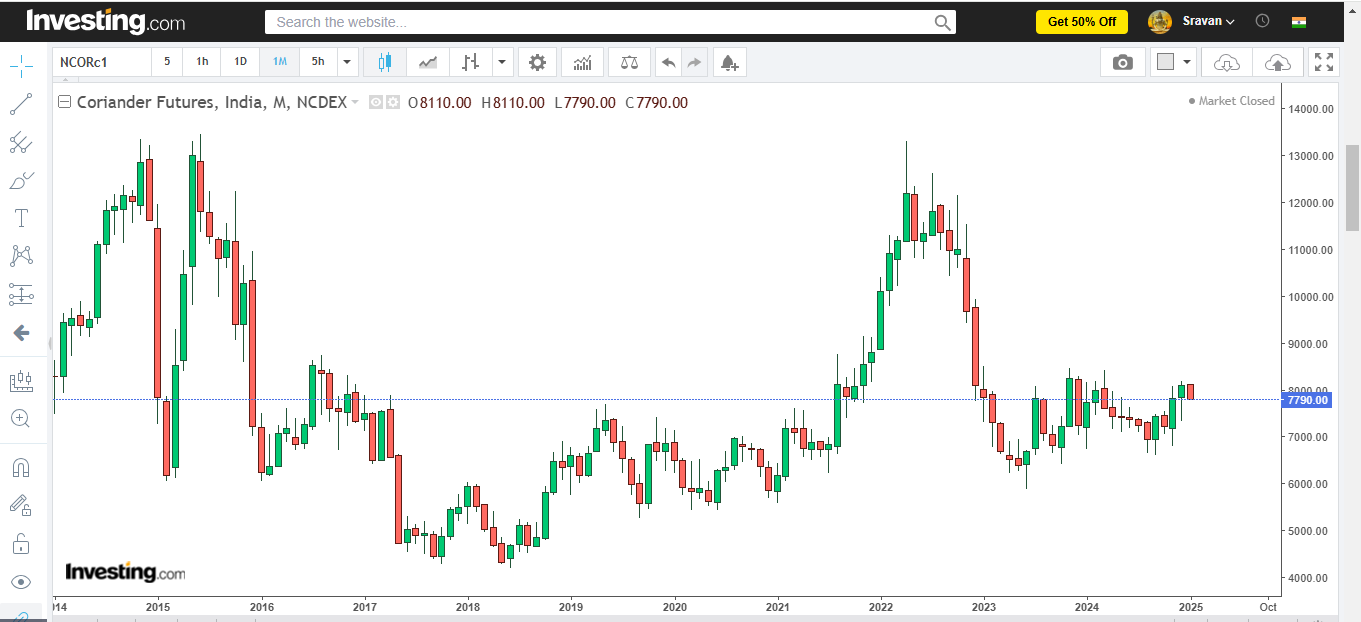 Investing.com Search the website... Get 50% Off Sravan
NCORc1 5 1h 1D 1M 5h
Coriander Futures, India, M, NCDEX O8110.00 H8110.00 L7790.00 C7790.00 Market Closed
14000.00
13000.00
12000.00
11000.00
10000.00
9000.00
8000.00
7790.00
7000.00
6000.00
5000.00
4000.00
Investing.com
2015 2016 2017 2018 2019 2020 2021 2022 2023 2024 2025 Oct